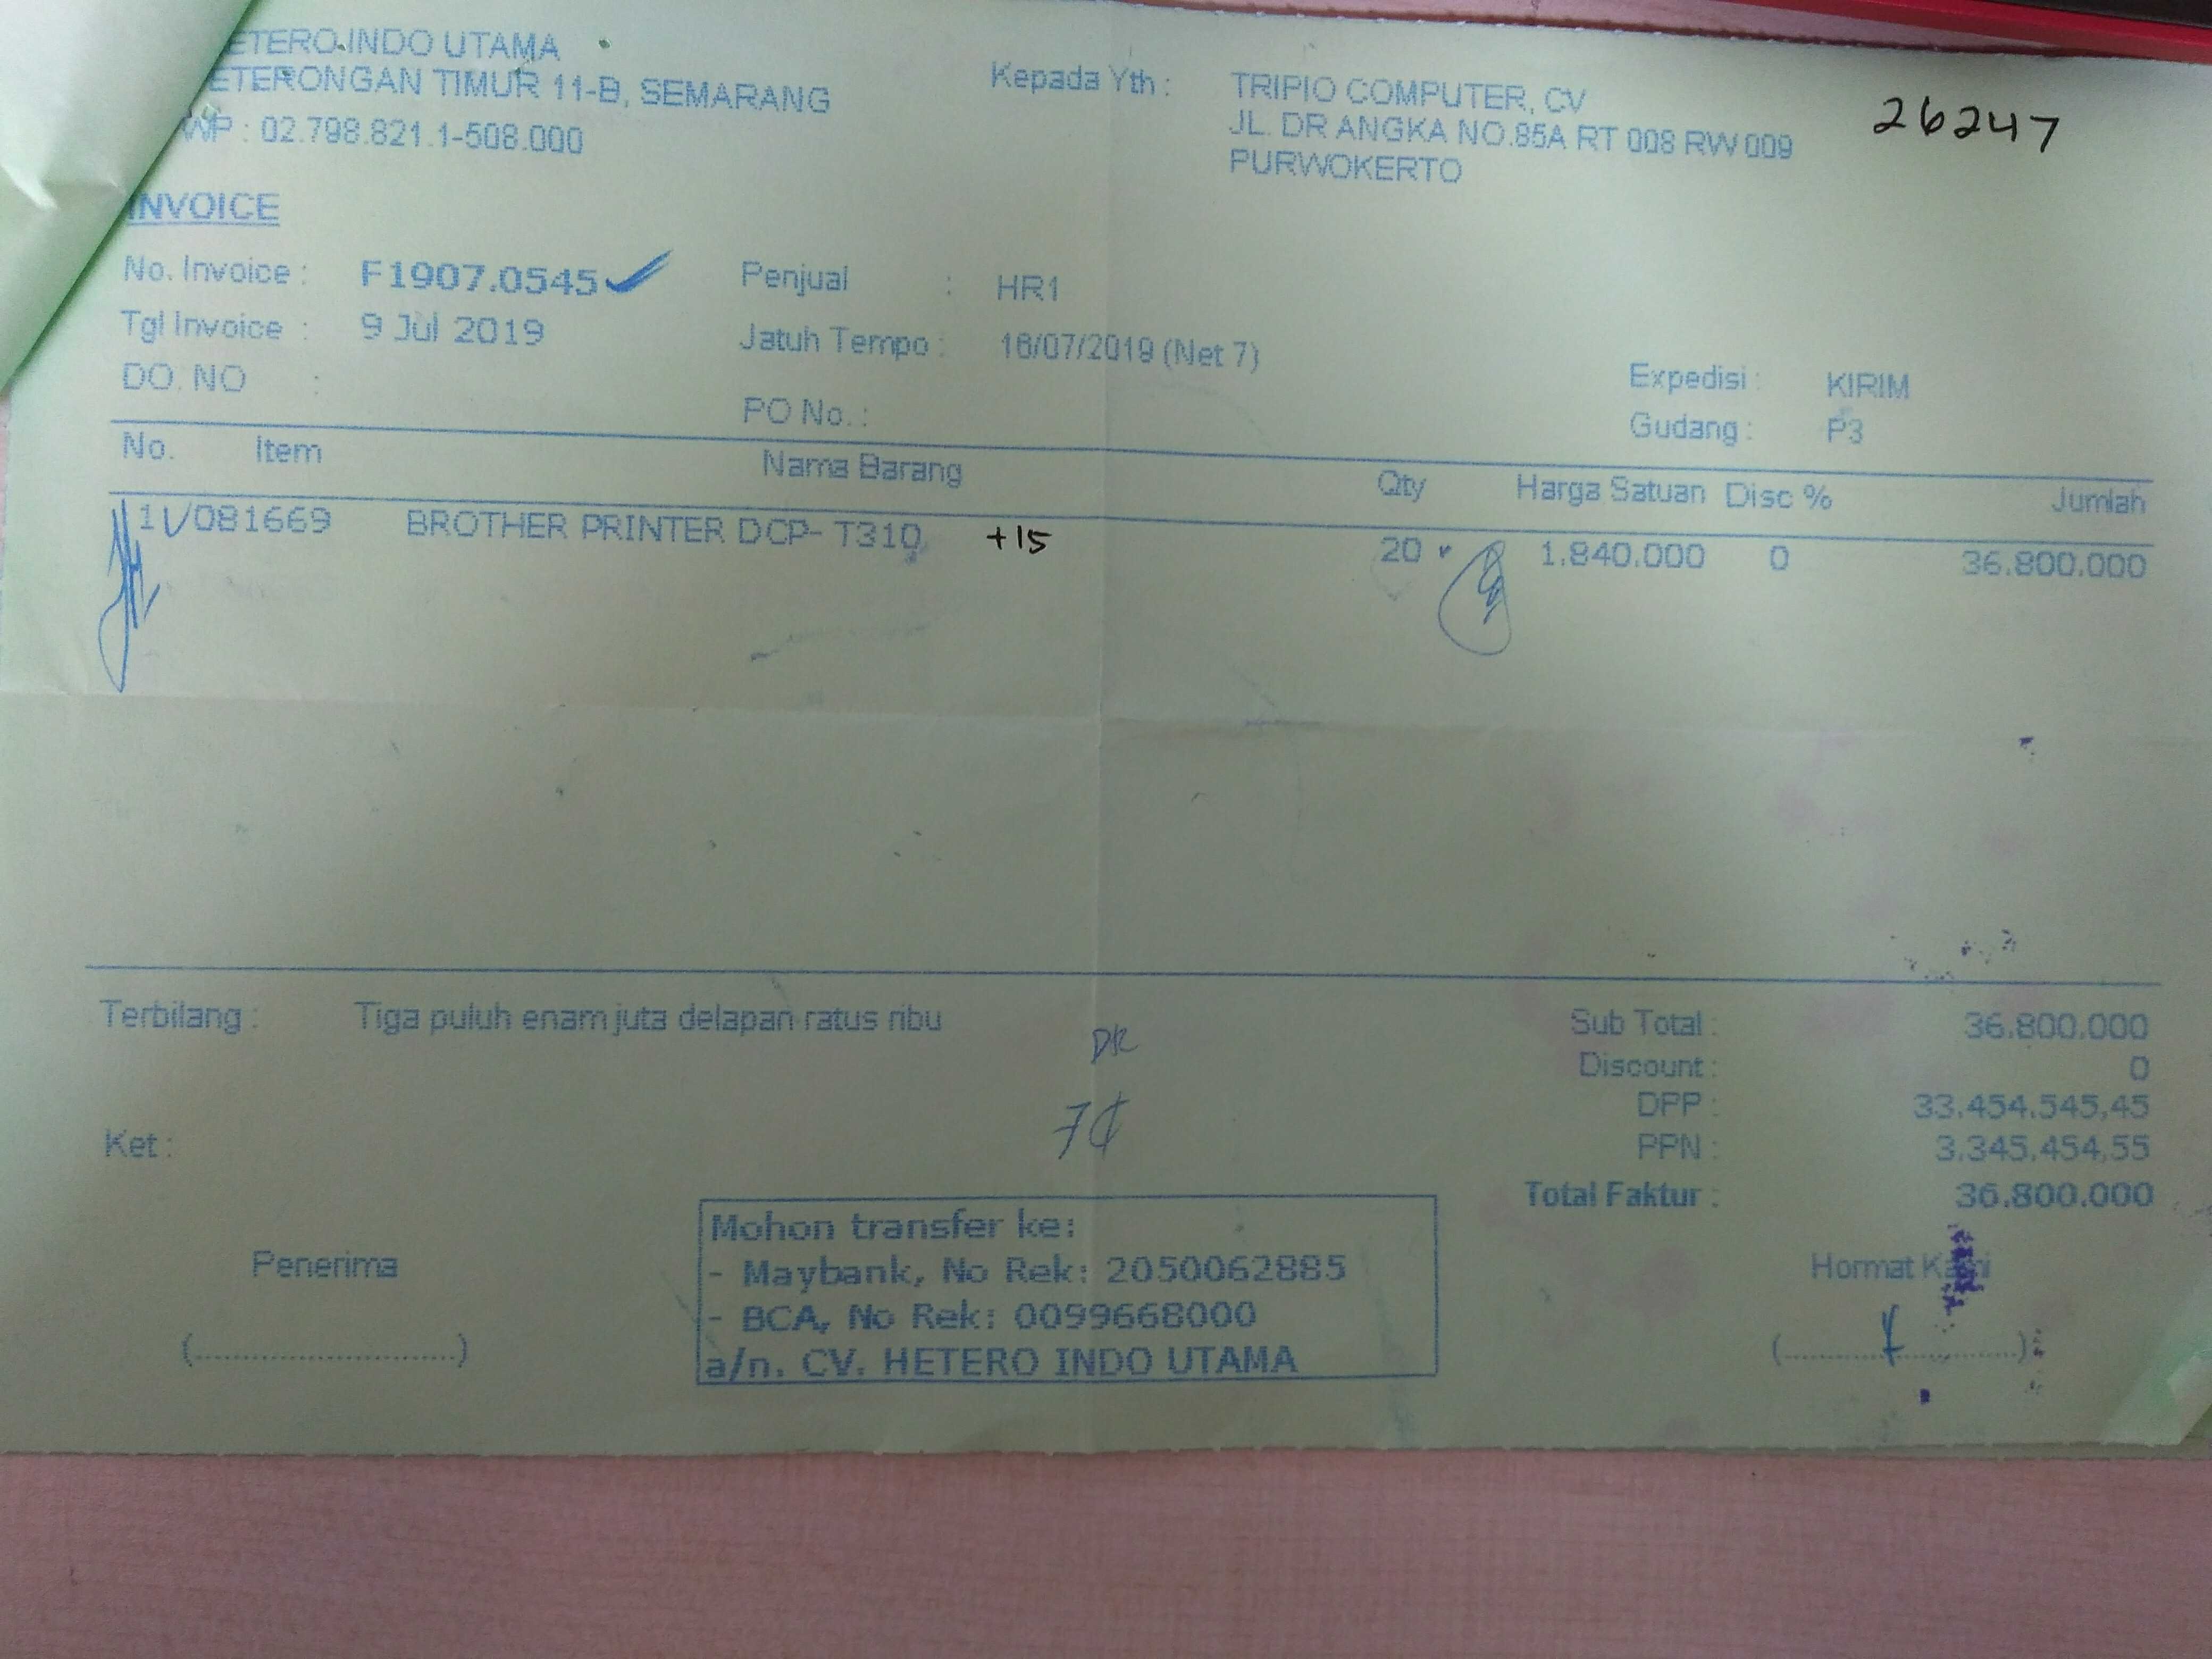 ETERO INDO UTAMA
ETERONGAN TIMUR 11-B, SEMARANG
WP : 02.798.821.1-508.000
Kepada Yth :
TRIPIO COMPUTER, CV
JL. DR ANGKA NO.85A RT 008 RW 009
PURWOKERTO
26247
INVOICE
No. Invoice : F1907.0545
Tgl Invoice : 9 Jul 2019
DO. NO :
Penjual : HR1
Jatuh Tempo : 16/07/2019 (Net 7)
PO No. :
Expedisi : KIRIM
Gudang : P3
No. Item Nama Barang Qty Harga Satuan Disc % Jumlah
1 081669 BROTHER PRINTER DCP- T310 +15 20 1.840.000 0 36.800.000
Terbilang : Tiga puluh enam juta delapan ratus ribu
DR
Ket :
Sub Total : 36.800.000
Discount : 0
DPP : 33.454.545,45
PPN : 3.345.454,55
Total Faktur : 36.800.000
Penerima
(..............................)
Mohon transfer ke:
- Maybank, No Rek: 2050062885
- BCA, No Rek: 0099668000
a/n. CV. HETERO INDO UTAMA
Hormat Kami
(..............................)